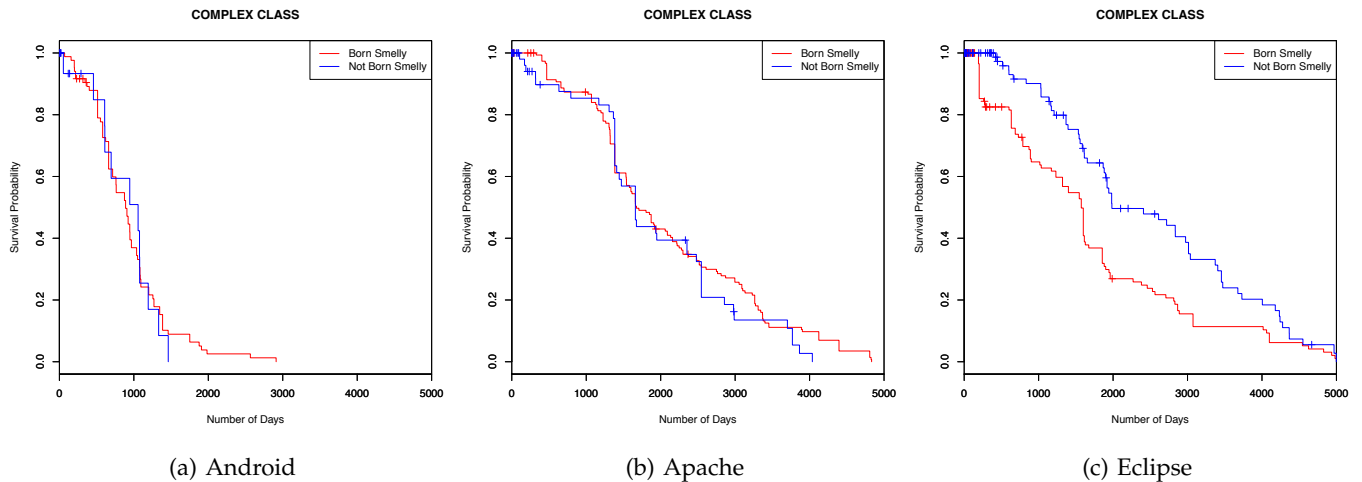 COMPLEX CLASS
Born Smelly
Not Born Smelly
1.0
0.8
0.6
0.4
0.2
0.0
Survival Probability
0 1000 2000 3000 4000 5000
Number of Days
(a) Android
COMPLEX CLASS
Born Smelly
Not Born Smelly
1.0
0.8
0.6
0.4
0.2
0.0
Survival Probability
0 1000 2000 3000 4000 5000
Number of Days
(b) Apache
COMPLEX CLASS
Born Smelly
Not Born Smelly
1.0
0.8
0.6
0.4
0.2
0.0
Survival Probability
0 1000 2000 3000 4000 5000
Number of Days
(c) Eclipse